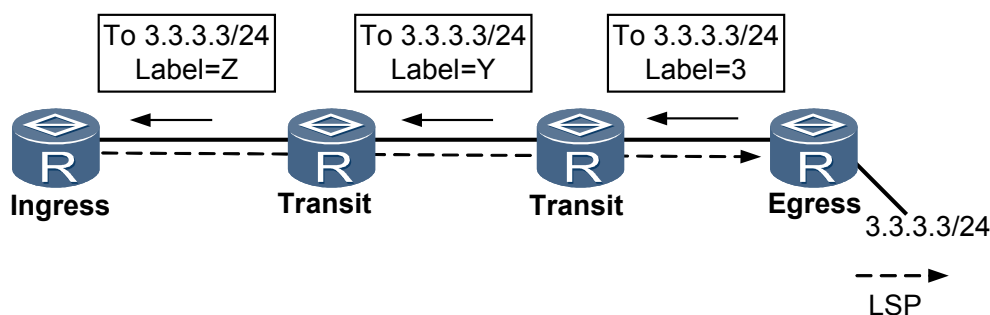 To 3.3.3.3/24
Label=Z
To 3.3.3.3/24
Label=Y
To 3.3.3.3/24
Label=3
R
R
R
R
Ingress
Transit
Transit
Egress
3.3.3.3/24
LSP